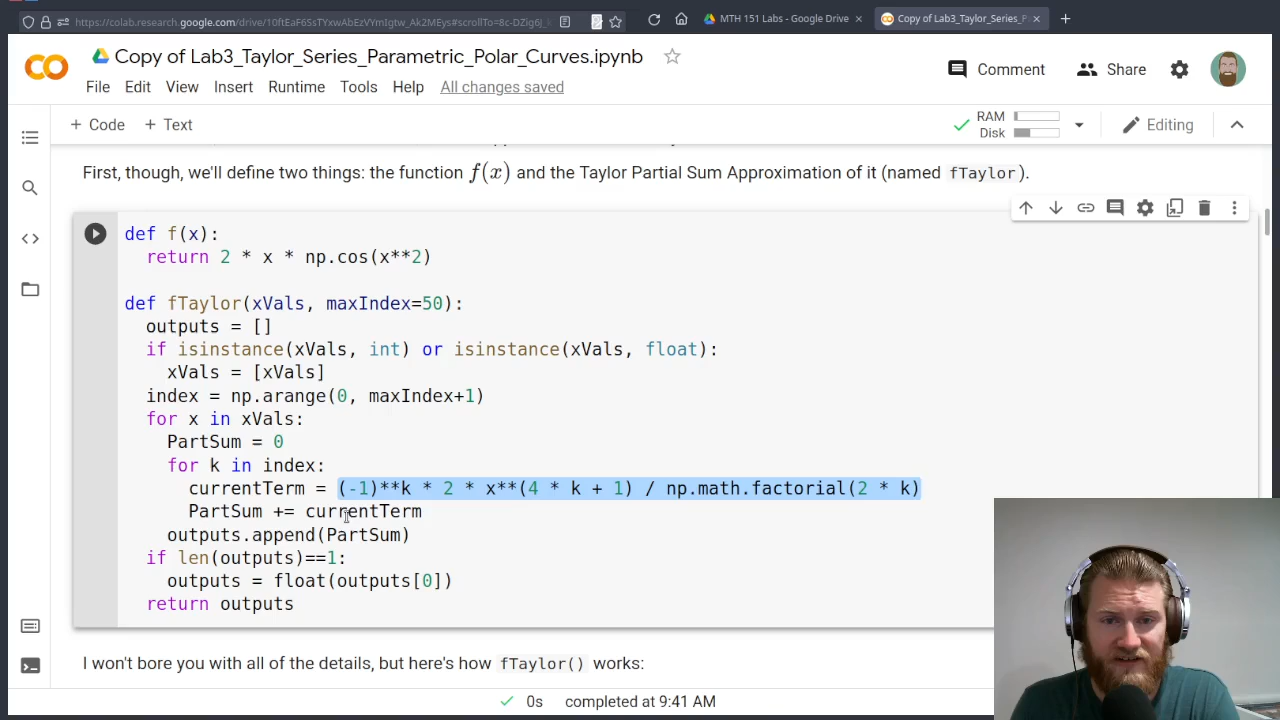 https://colab.research.google.com/drive/10ftEaF6SsTYxwAbEzVYmIgtw_Ak2MEys#scrollTo=8c-DZig6j_k
MTH 151 Labs - Google Drive
Copy of Lab3_Taylor_Series_P
Copy of Lab3_Taylor_Series_Parametric_Polar_Curves.ipynb
Comment
Share
File Edit View Insert Runtime Tools Help All changes saved
+ Code + Text
RAM
Disk
Editing
First, though, we'll define two things: the function f(x) and the Taylor Partial Sum Approximation of it (named fTaylor).
def f(x):
return 2 * x * np.cos(x**2)
def fTaylor(xVals, maxIndex=50):
outputs = []
if isinstance(xVals, int) or isinstance(xVals, float):
xVals = [xVals]
index = np.arange(0, maxIndex+1)
for x in xVals:
PartSum = 0
for k in index:
currentTerm = (-1)**k * 2 * x**(4 * k + 1) / np.math.factorial(2 * k)
PartSum += currentTerm
outputs.append(PartSum)
if len(outputs)==1:
outputs = float(outputs[0])
return outputs
I won't bore you with all of the details, but here's how fTaylor() works:
0s completed at 9:41 AM